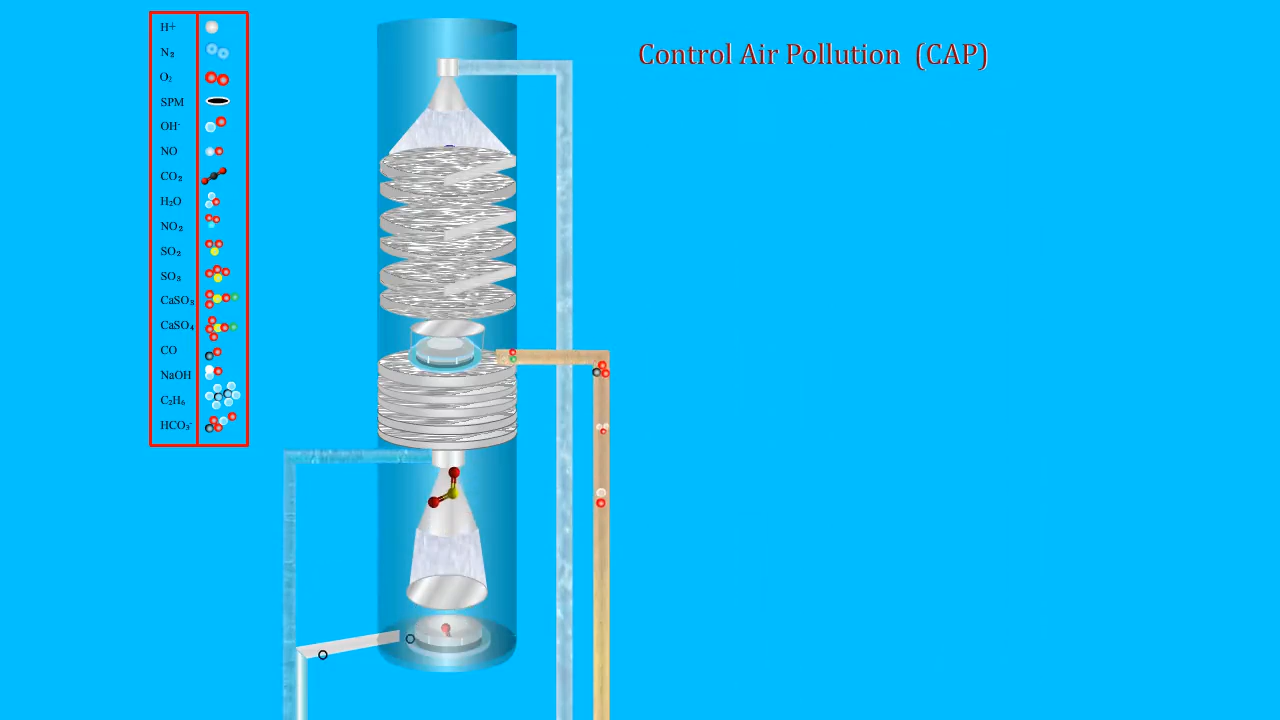 Control Air Pollution (CAP)
H+
N₂
O₂
SPM
OH⁻
NO
CO₂
H₂O
NO₂
SO₂
SO₃
CaSO₃
CaSO₄
CO
NaOH
C₂H₆
HCO₃⁻